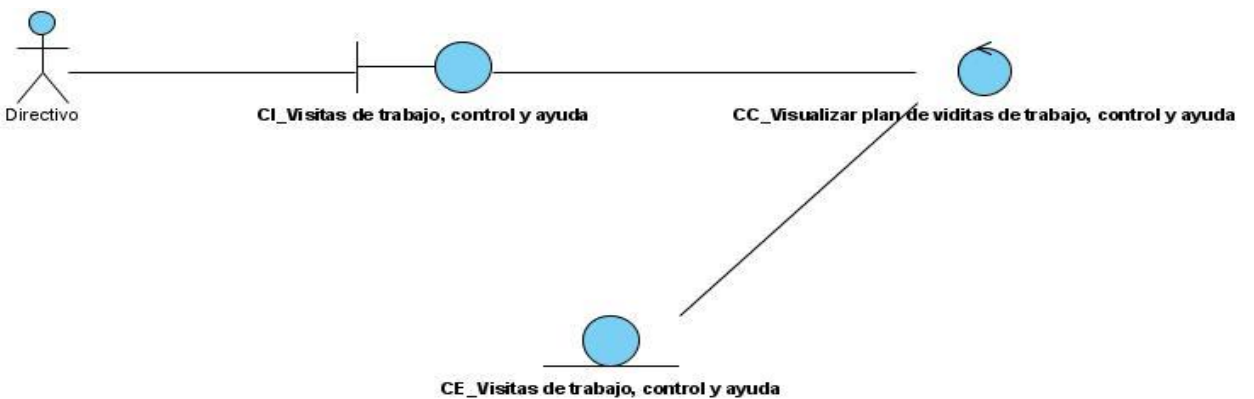 Directivo
CI_Visitas de trabajo, control y ayuda
CC_Visualizar plan de viditas de trabajo, control y ayuda
CE_Visitas de trabajo, control y ayuda